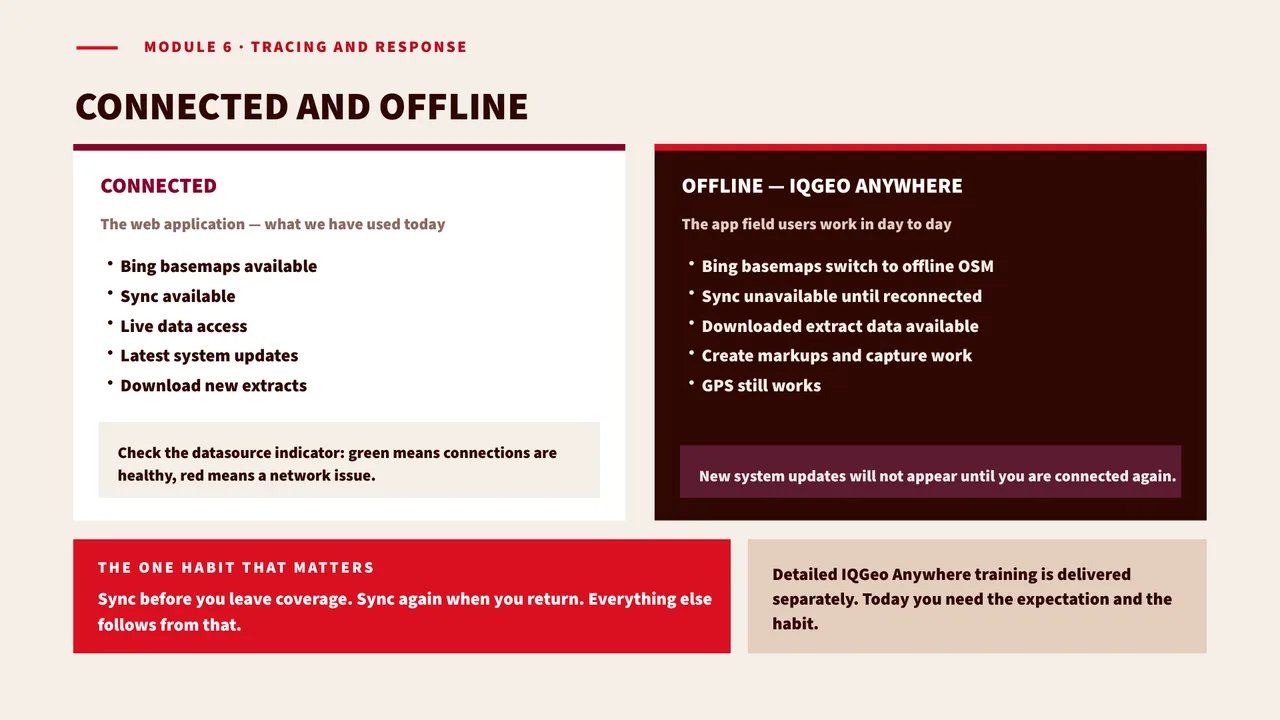 MODULE 6 · TRACING AND RESPONSE
CONNECTED AND OFFLINE
CONNECTED
The web application — what we have used today
• Bing basemaps available
• Sync available
• Live data access
• Latest system updates
• Download new extracts
Check the datasource indicator: green means connections are
healthy, red means a network issue.
OFFLINE — IQGEO ANYWHERE
The app field users work in day to day
• Bing basemaps switch to offline OSM
• Sync unavailable until reconnected
• Downloaded extract data available
• Create markups and capture work
• GPS still works
New system updates will not appear until you are connected again.
THE ONE HABIT THAT MATTERS
Sync before you leave coverage. Sync again when you return. Everything else
follows from that.
Detailed IQGeo Anywhere training is delivered
separately. Today you need the expectation and the
habit.